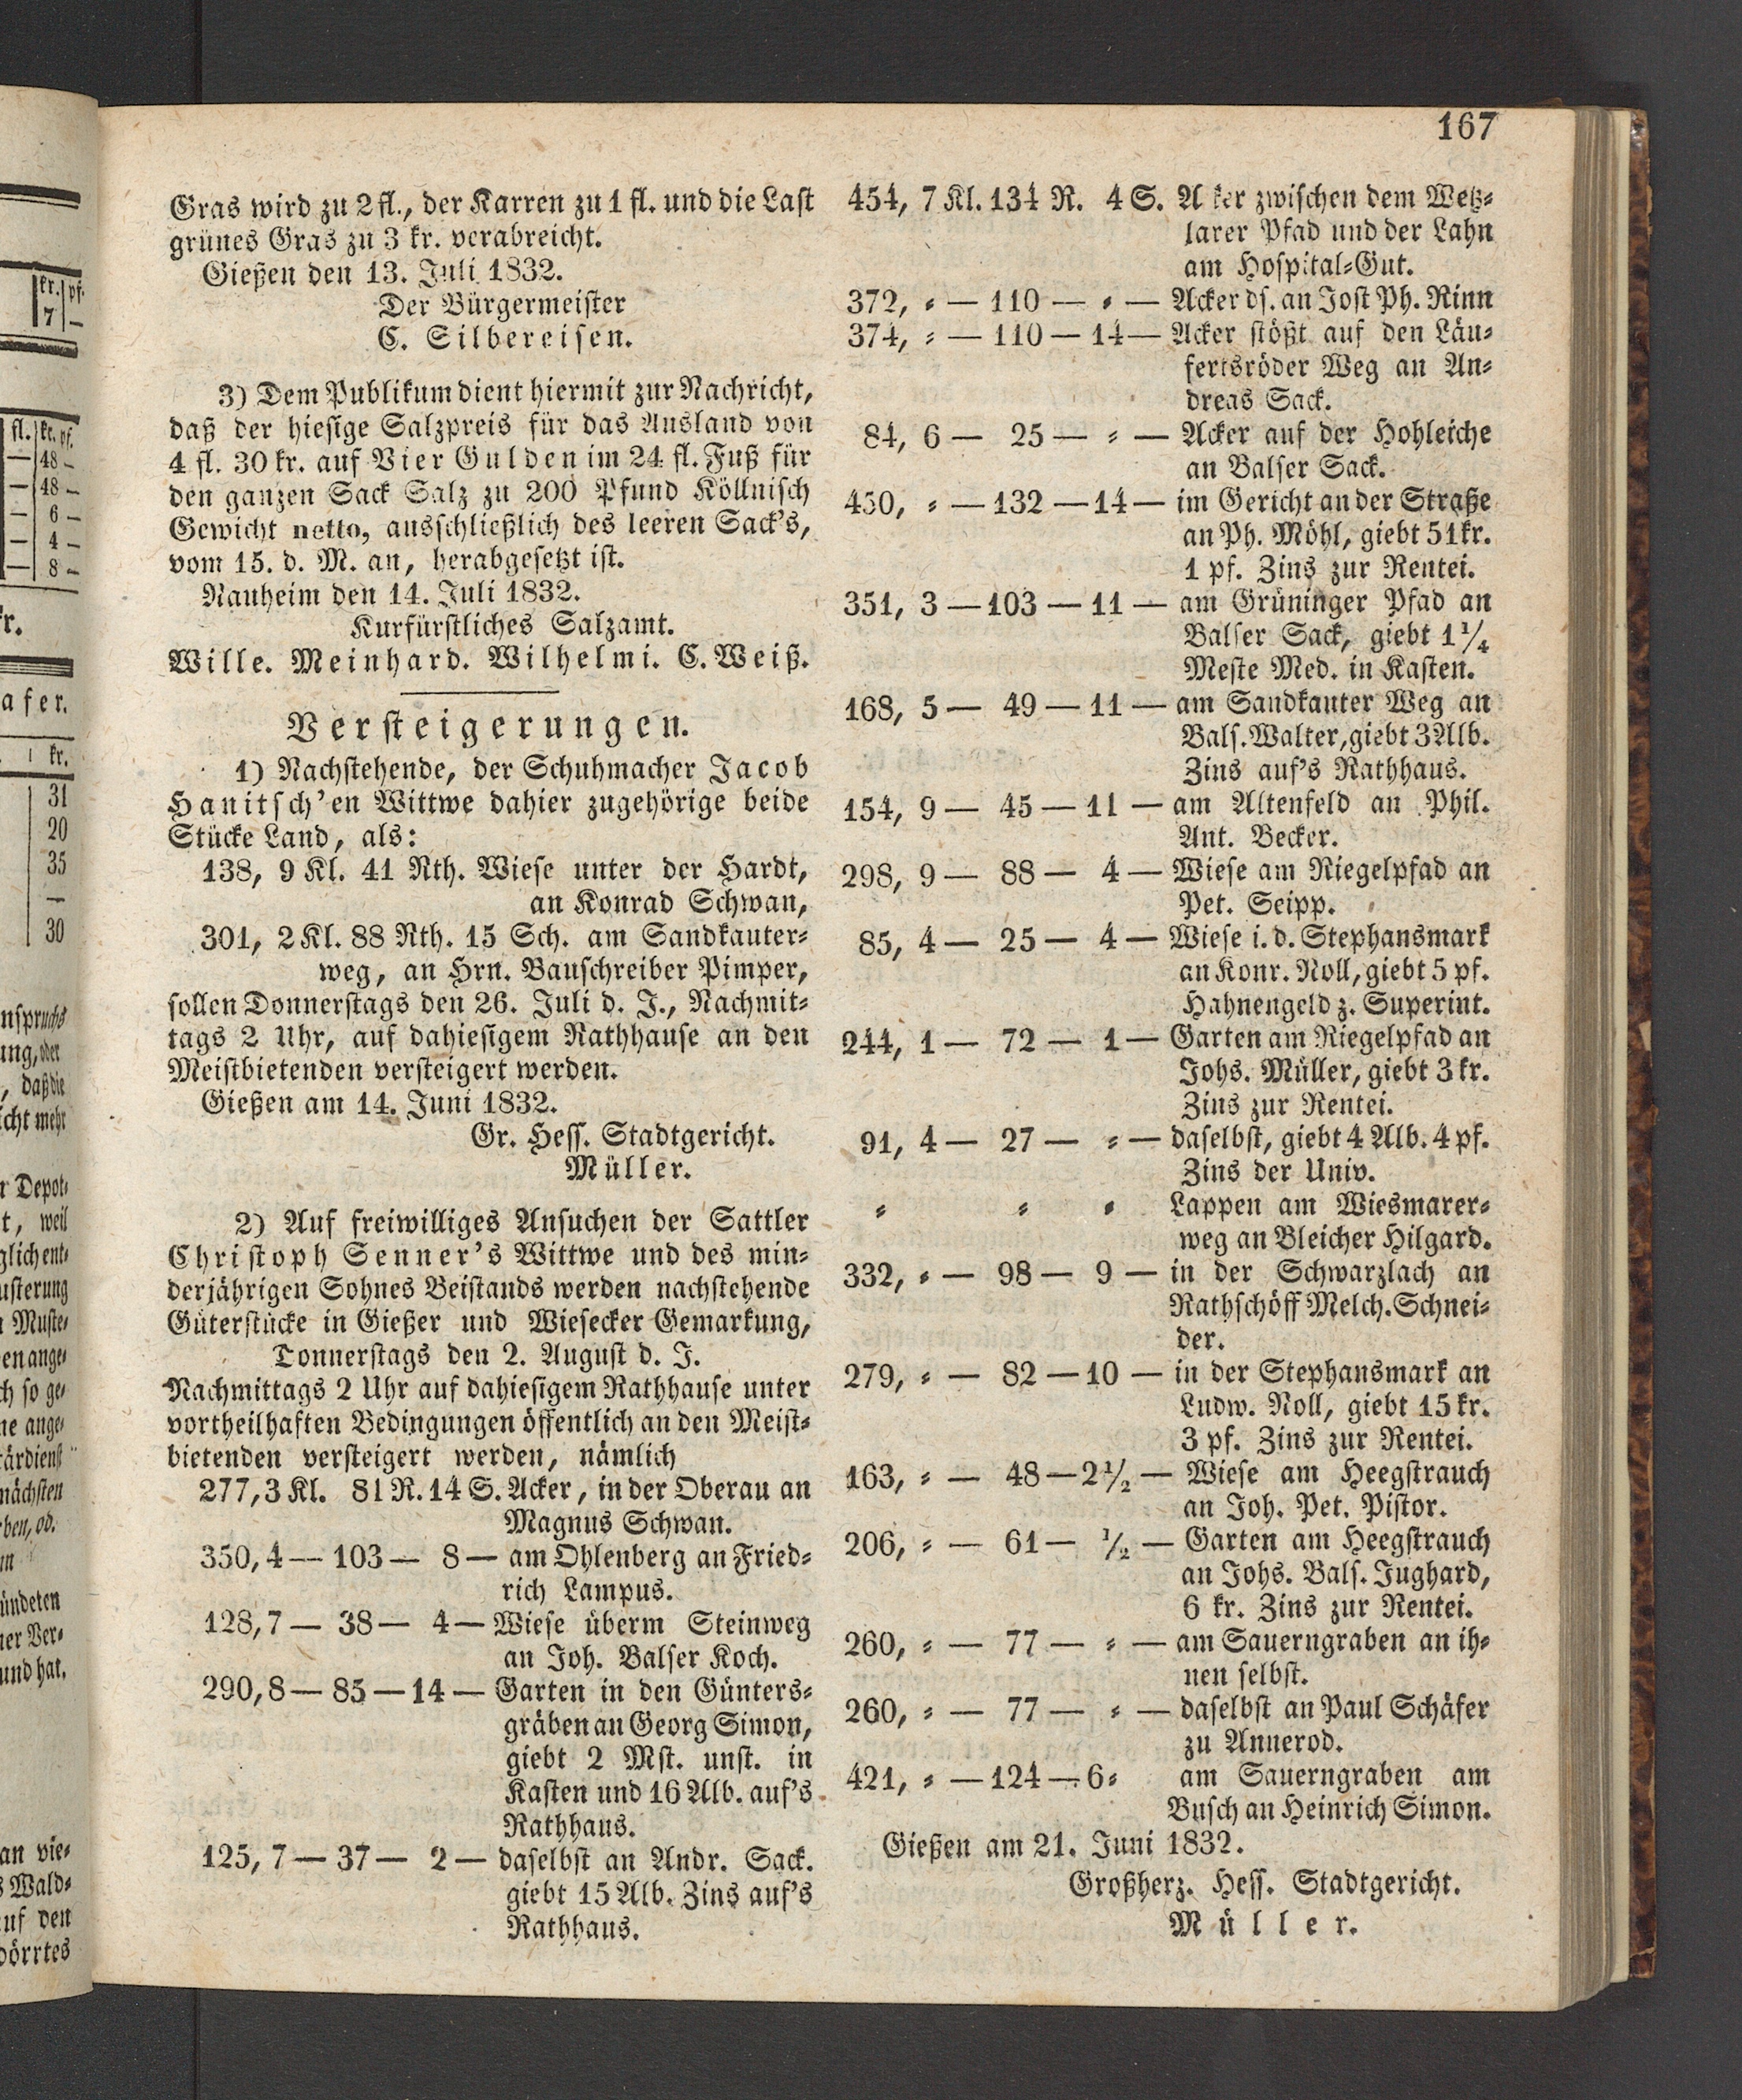 167
Gras wird zu 2 fl., der Karren zu 1 fl. und die Last
grünes Gras zu 3 kr. verabreicht.
Gießen den 13. Juli 1832.
Der Bürgermeister
C. Silbereisen.
3) Dem Publikum dient hiermit zur Nachricht,
daß der hiesige Salzpreis für das Ausland von
4 fl. 30 kr. auf Vier Gulden im 24 fl. Fuß für
den ganzen Sack Salz zu 200 Pfund Köllnisch
Gewicht netto, ausschließlich des leeren Sack's,
vom 15. d. M. an, herabgesetzt ist.
Nauheim den 14. Juli 1832.
Kurfürstliches Salzamt.
Wille. Meinhard. Wilhelmi. C. Weiß.
Versteigerungen.
1) Nachstehende, der Schuhmacher Jacob
Hanitsch'en Wittwe dahier zugehörige beide
Stücke Land, als:
138, 9 Kl. 41 Rth. Wiese unter der Hardt,
an Konrad Schwan,
301, 2 Kl. 88 Rth. 15 Sch. am Sandkauter⸗
weg, an Hrn. Bauschreiber Pimper,
sollen Donnerstags den 26. Juli d. J., Nachmit⸗
tags 2 Uhr, auf dahiesigem Rathhause an den
Meistbietenden versteigert werden.
Gießen am 14. Juni 1832.
Gr. Hess. Stadtgericht.
Müller.
2) Auf freiwilliges Ansuchen der Sattler
Christoph Senner's Wittwe und des min⸗
derjährigen Sohnes Beistands werden nachstehende
Güterstücke in Gießer und Wiesecker Gemarkung,
Donnerstags den 2. August d. J.
Nachmittags 2 Uhr auf dahiesigem Rathhause unter
vortheilhaften Bedingungen öffentlich an den Meist⸗
bietenden versteigert werden, nämlich
277, 3 Kl. 81 R. 14 S. Acker, in der Oberau an
Magnus Schwan.
350, 4 — 103 — 8 — am Ohlenberg an Fried⸗
rich Lampus.
128, 7 — 38 — 4 — Wiese überm Steinweg
an Joh. Balser Koch.
290, 8 — 85 — 14 — Garten in den Günters⸗
gräben an Georg Simon,
giebt 2 Mst. unst. in
Kasten und 16 Alb. auf's
Rathhaus.
125, 7 — 37 — 2 — daselbst an Andr. Sack.
giebt 15 Alb. Zins auf's
Rathhaus.
454, 7 Kl. 134 R. 4 S. A ker zwischen dem Wetz⸗
larer Pfad und der Lahn
am Hospital⸗Gut.
372, ⸗ — 110 — ⸗ — Acker ds. an Jost Ph. Rinn
374, ⸗ — 110 — 14 — Acker stößt auf den Läu⸗
fertsröder Weg an An⸗
dreas Sack.
84, 6 — 25 — ⸗ — Acker auf der Hohleiche
an Balser Sack.
450, ⸗ — 132 — 14 — im Gericht an der Straße
an Ph. Möhl, giebt 51 kr.
1 pf. Zins zur Rentei.
351, 3 — 103 — 11 — am Grüninger Pfad an
Balser Sack, giebt 1 1/4
Meste Med. in Kasten.
168, 5 — 49 — 11 — am Sandkauter Weg an
Bals. Walter, giebt 3 Alb.
Zins auf's Rathhaus.
154, 9 — 45 — 11 — am Altenfeld an Phil.
Ant. Becker.
298, 9 — 88 — 4 — Wiese am Riegelpfad an
Pet. Seipp.
85, 4 — 25 — 4 — Wiese i. d. Stephansmark
an Konr. Noll, giebt 5 pf.
Hahnengeld z. Superint.
244, 1 — 72 — 1 — Garten am Riegelpfad an
Johs. Müller, giebt 3 kr.
Zins zur Rentei.
91, 4 — 27 — ⸗ — daselbst, giebt 4 Alb. 4 pf.
Zins der Univ.
⸗ ⸗ ⸗ Lappen am Wiesmarer⸗
weg an Bleicher Hilgard.
332, ⸗ — 98 — 9 — in der Schwarzlach an
Rathschöff Melch. Schnei⸗
der.
279, ⸗ — 82 — 10 — in der Stephansmark an
Ludw. Noll, giebt 15 kr.
3 pf. Zins zur Rentei.
163, ⸗ — 48 — 2 1/2 — Wiese am Heegstrauch
an Joh. Pet. Pistor.
206, ⸗ — 61 — 1/2 — Garten am Heegstrauch
an Johs. Bals. Jughard,
6 kr. Zins zur Rentei.
260, ⸗ — 77 — ⸗ — am Sauerngraben an ih⸗
nen selbst.
260, ⸗ — 77 — ⸗ — daselbst an Paul Schäfer
zu Annerod.
421, ⸗ — 124 — 6⸗ am Sauerngraben am
Busch an Heinrich Simon.
Gießen am 21. Juni 1832.
Großherz. Hess. Stadtgericht.
Müller.